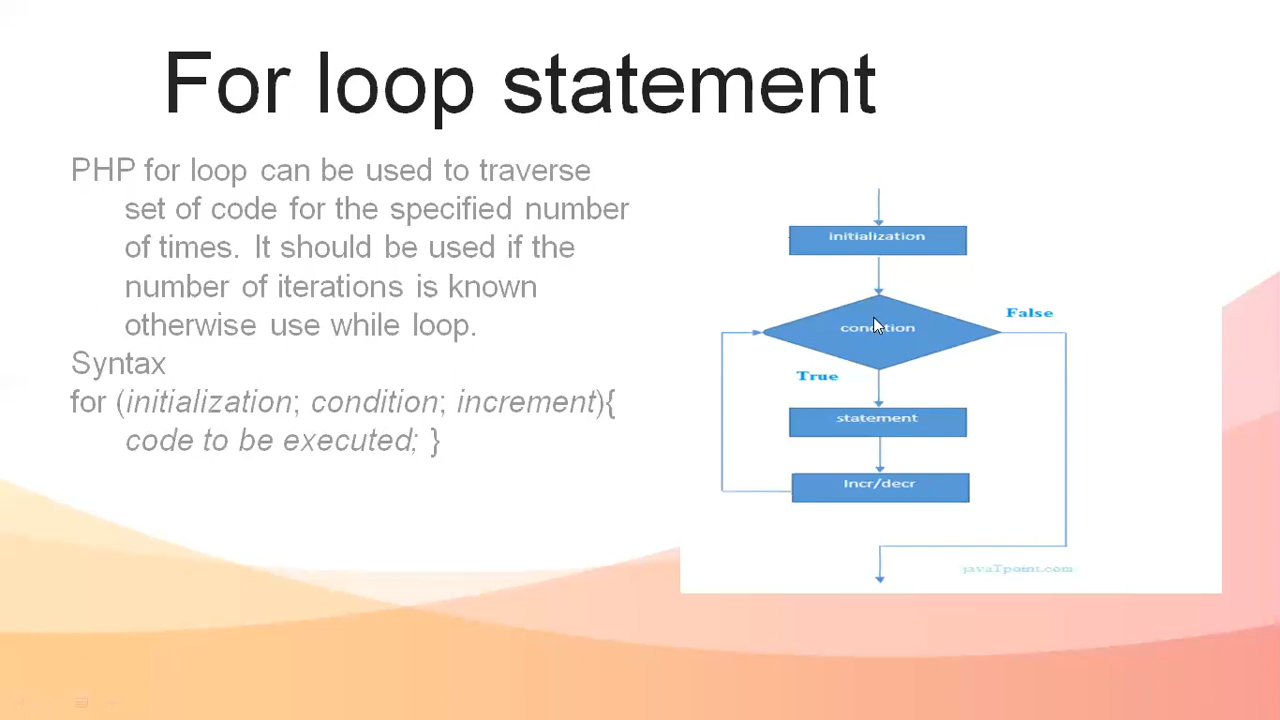 For loop statement
PHP for loop can be used to traverse
set of code for the specified number
of times. It should be used if the
number of iterations is known
otherwise use while loop.
Syntax
for (initialization; condition; increment){
code to be executed; }
initialization
condition
False
True
statement
Incr/decr
javaTpoint.com